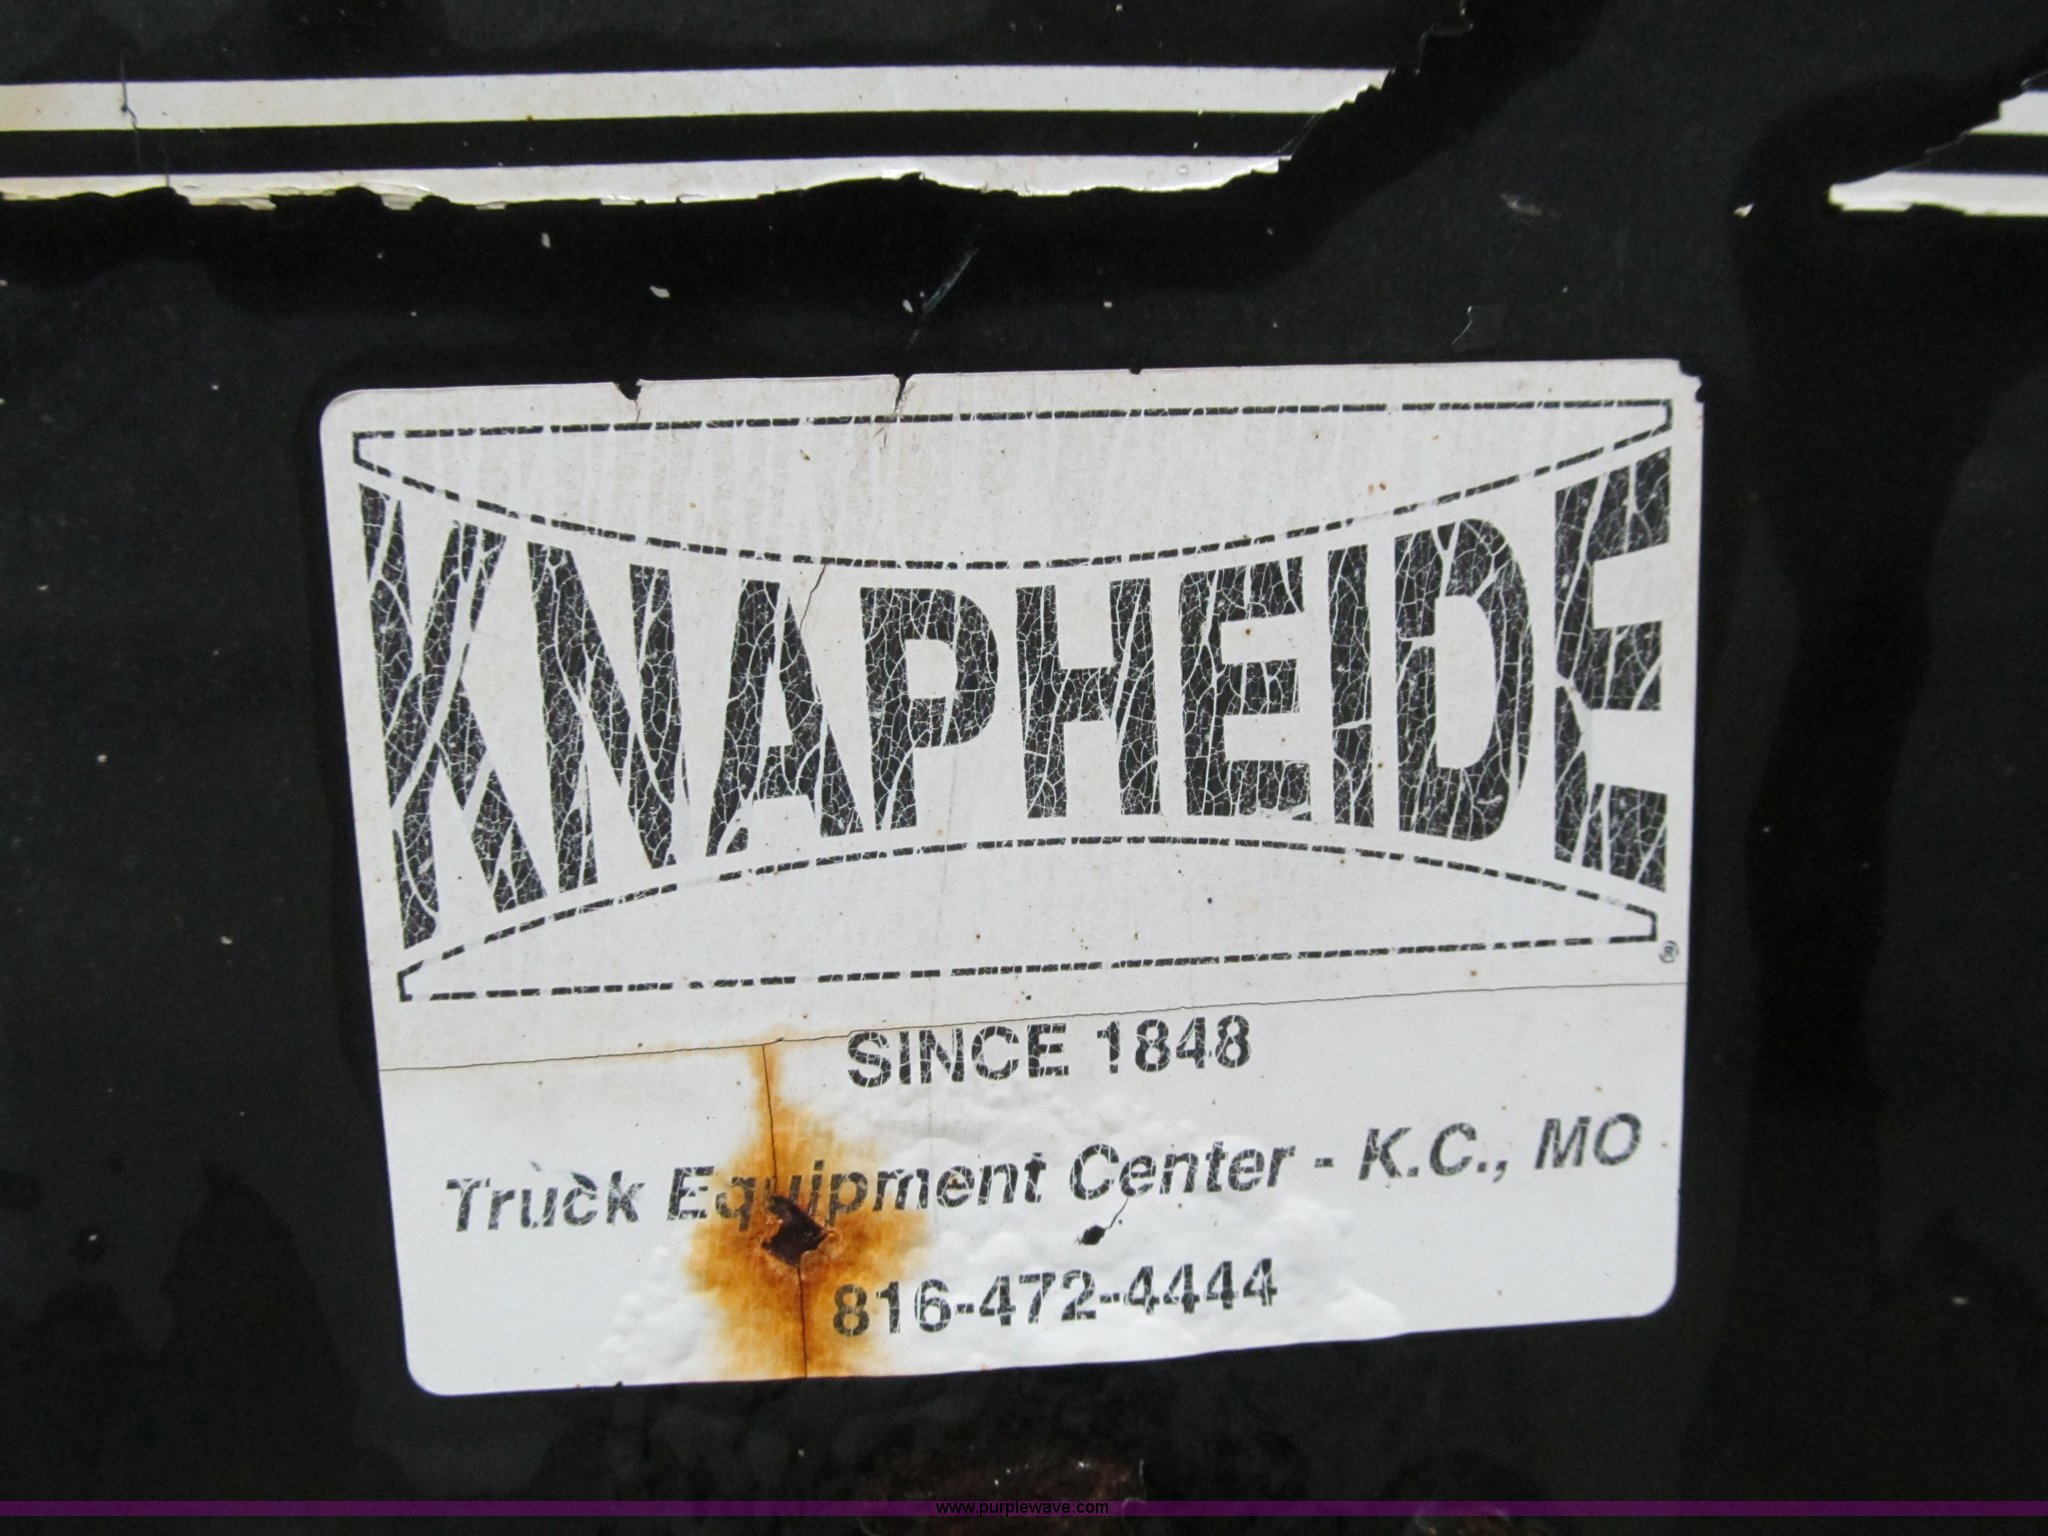 KNAPHEIDE
®
SINCE 1848
Truck Equipment Center - K.C., MO
816-472-4444
www.purplewave.com